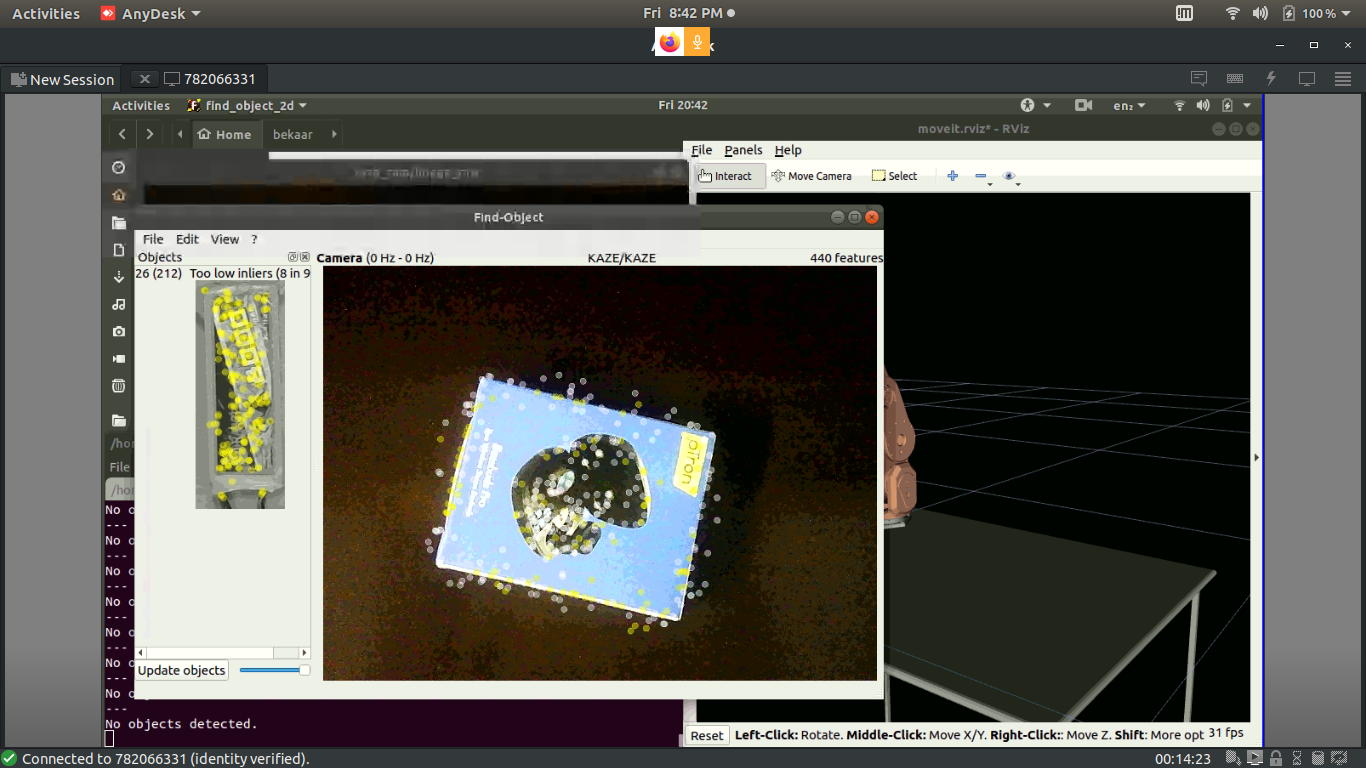 Activities AnyDesk Fri 8:42 PM 100 %
New Session 782066331
Activities find_object_2d Fri 20:42 en₂
Home bekaar
moveit.rviz* - RViz
File Panels Help
Interact Move Camera Select
Find-Object
File Edit View ?
Objects
Camera (0 Hz - 0 Hz) KAZE/KAZE 440 features
26 (212) Too low inliers (8 in 9
/hor
File
/hor
No o
---
No o
---
No o
---
No o
---
No o
---
No o
---
No o
---
No objects detected.
Update objects
Reset Left-Click: Rotate. Middle-Click: Move X/Y. Right-Click:: Move Z. Shift: More opt 31 fps
Connected to 782066331 (identity verified). 00:14:23